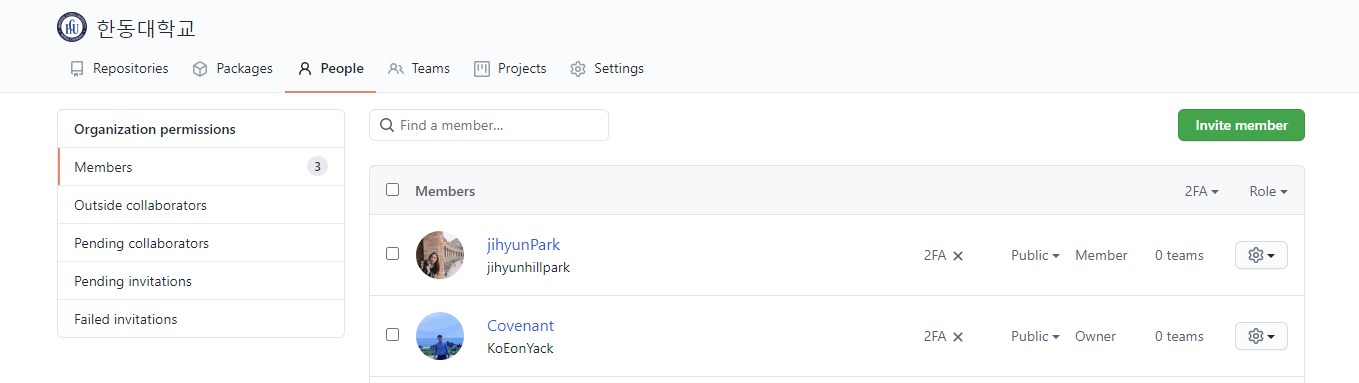 한동대학교
Repositories Packages People Teams Projects Settings
Organization permissions
Members 3
Outside collaborators
Pending collaborators
Pending invitations
Failed invitations
Find a member... Invite member
Members 2FA Role
jihyunPark
jihyunhillpark
2FA Public Member 0 teams
Covenant
KoEonYack
2FA Public Owner 0 teams